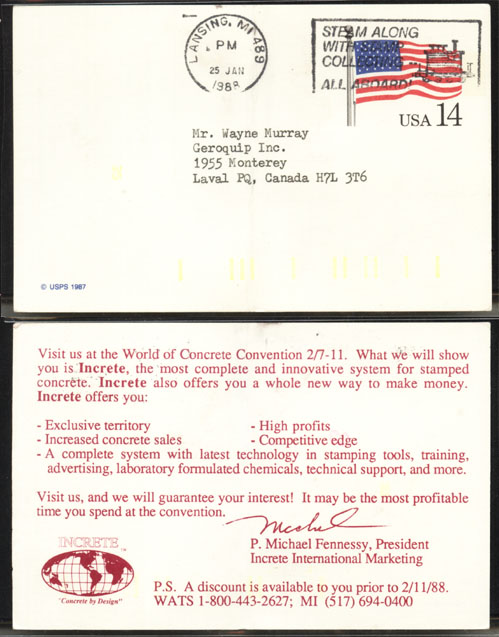 LANSING, MI 489
PM
25 JAN
1988
STEAM ALONG
WITH STAMP
COLLECTING...
ALL ABOARD!
USA 14
Mr. Wayne Murray
Geroquip Inc.
1955 Monterey
Laval PQ, Canada H7L 3T6
© USPS 1987
Visit us at the World of Concrete Convention 2/7-11. What we will show
you is Increte, the most complete and innovative system for stamped
concrete. Increte also offers you a whole new way to make money.
Increte offers you:
- Exclusive territory
- High profits
- Increased concrete sales
- Competitive edge
- A complete system with latest technology in stamping tools, training,
advertising, laboratory formulated chemicals, technical support, and more.
Visit us, and we will guarantee your interest! It may be the most profitable
time you spend at the convention.
Michael
P. Michael Fennessy, President
Increte International Marketing
INCRETE
"Concrete by Design"
P.S. A discount is available to you prior to 2/11/88.
WATS 1-800-443-2627; MI (517) 694-0400